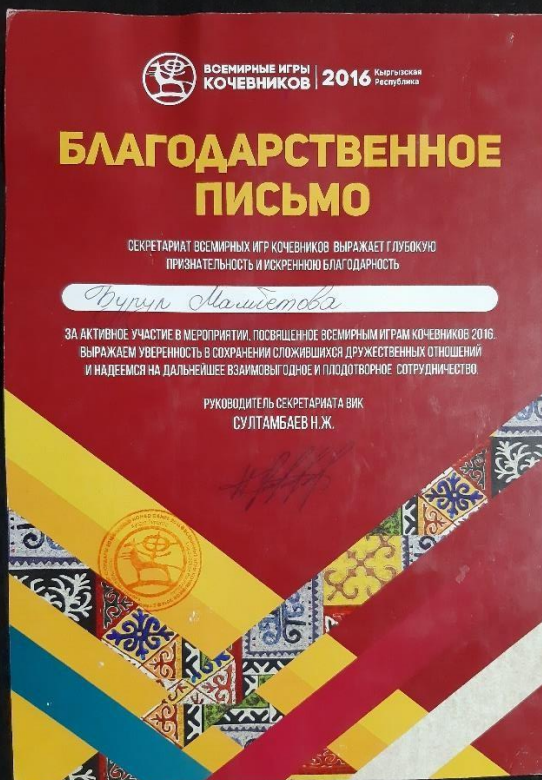 ВСЕМИРНЫЕ ИГРЫ
КОЧЕВНИКОВ
2016
Кыргызская
Республика
БЛАГОДАРСТВЕННОЕ
ПИСЬМО
СЕКРЕТАРИАТ ВСЕМИРНЫХ ИГР КОЧЕВНИКОВ ВЫРАЖАЕТ ГЛУБОКУЮ
ПРИЗНАТЕЛЬНОСТЬ И ИСКРЕННЮЮ БЛАГОДАРНОСТЬ
Бурул Мамбетова
ЗА АКТИВНОЕ УЧАСТИЕ В МЕРОПРИЯТИИ, ПОСВЯЩЕННОЕ ВСЕМИРНЫМ ИГРАМ КОЧЕВНИКОВ 2016.
ВЫРАЖАЕМ УВЕРЕННОСТЬ В СОХРАНЕНИИ СЛОЖИВШИХСЯ ДРУЖЕСТВЕННЫХ ОТНОШЕНИЙ
И НАДЕЕМСЯ НА ДАЛЬНЕЙШЕЕ ВЗАИМОВЫГОДНОЕ И ПЛОДОТВОРНОЕ СОТРУДНИЧЕСТВО.
РУКОВОДИТЕЛЬ СЕКРЕТАРИАТА ВИК
СУЛТАМБАЕВ Н.Ж.